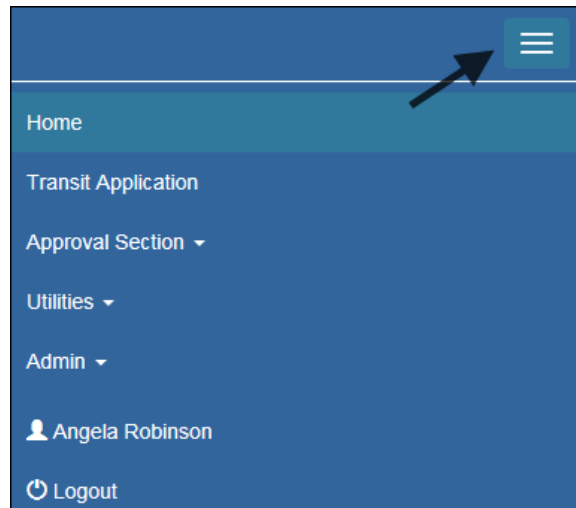 Home
Transit Application
Approval Section
Utilities
Admin
Angela Robinson
Logout